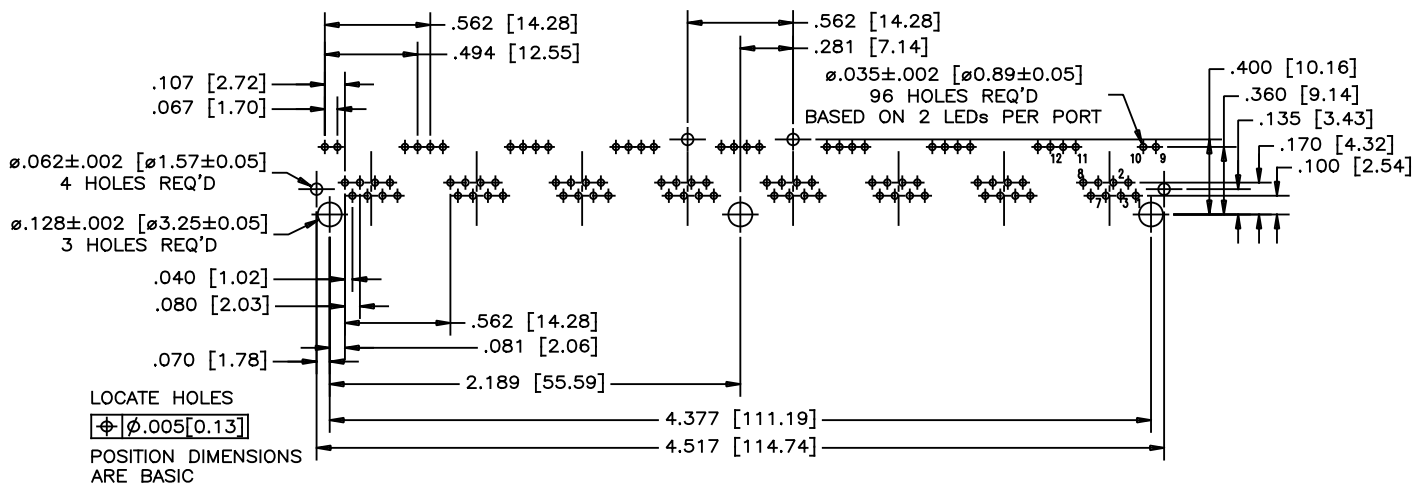 .562 [14.28]
.494 [12.55]
.107 [2.72]
.067 [1.70]
.562 [14.28]
.281 [7.14]
ø.035±.002 [ø0.89±0.05]
96 HOLES REQ'D
BASED ON 2 LEDs PER PORT
.400 [10.16]
.360 [9.14]
.135 [3.43]
.170 [4.32]
.100 [2.54]
ø.062±.002 [ø1.57±0.05]
4 HOLES REQ'D
ø.128±.002 [ø3.25±0.05]
3 HOLES REQ'D
12 11 10 9
8 2
7 3 1
.040 [1.02]
.080 [2.03]
.562 [14.28]
.081 [2.06]
.070 [1.78]
2.189 [55.59]
4.377 [111.19]
4.517 [114.74]
LOCATE HOLES
⌖ Ø.005[0.13]
POSITION DIMENSIONS
ARE BASIC